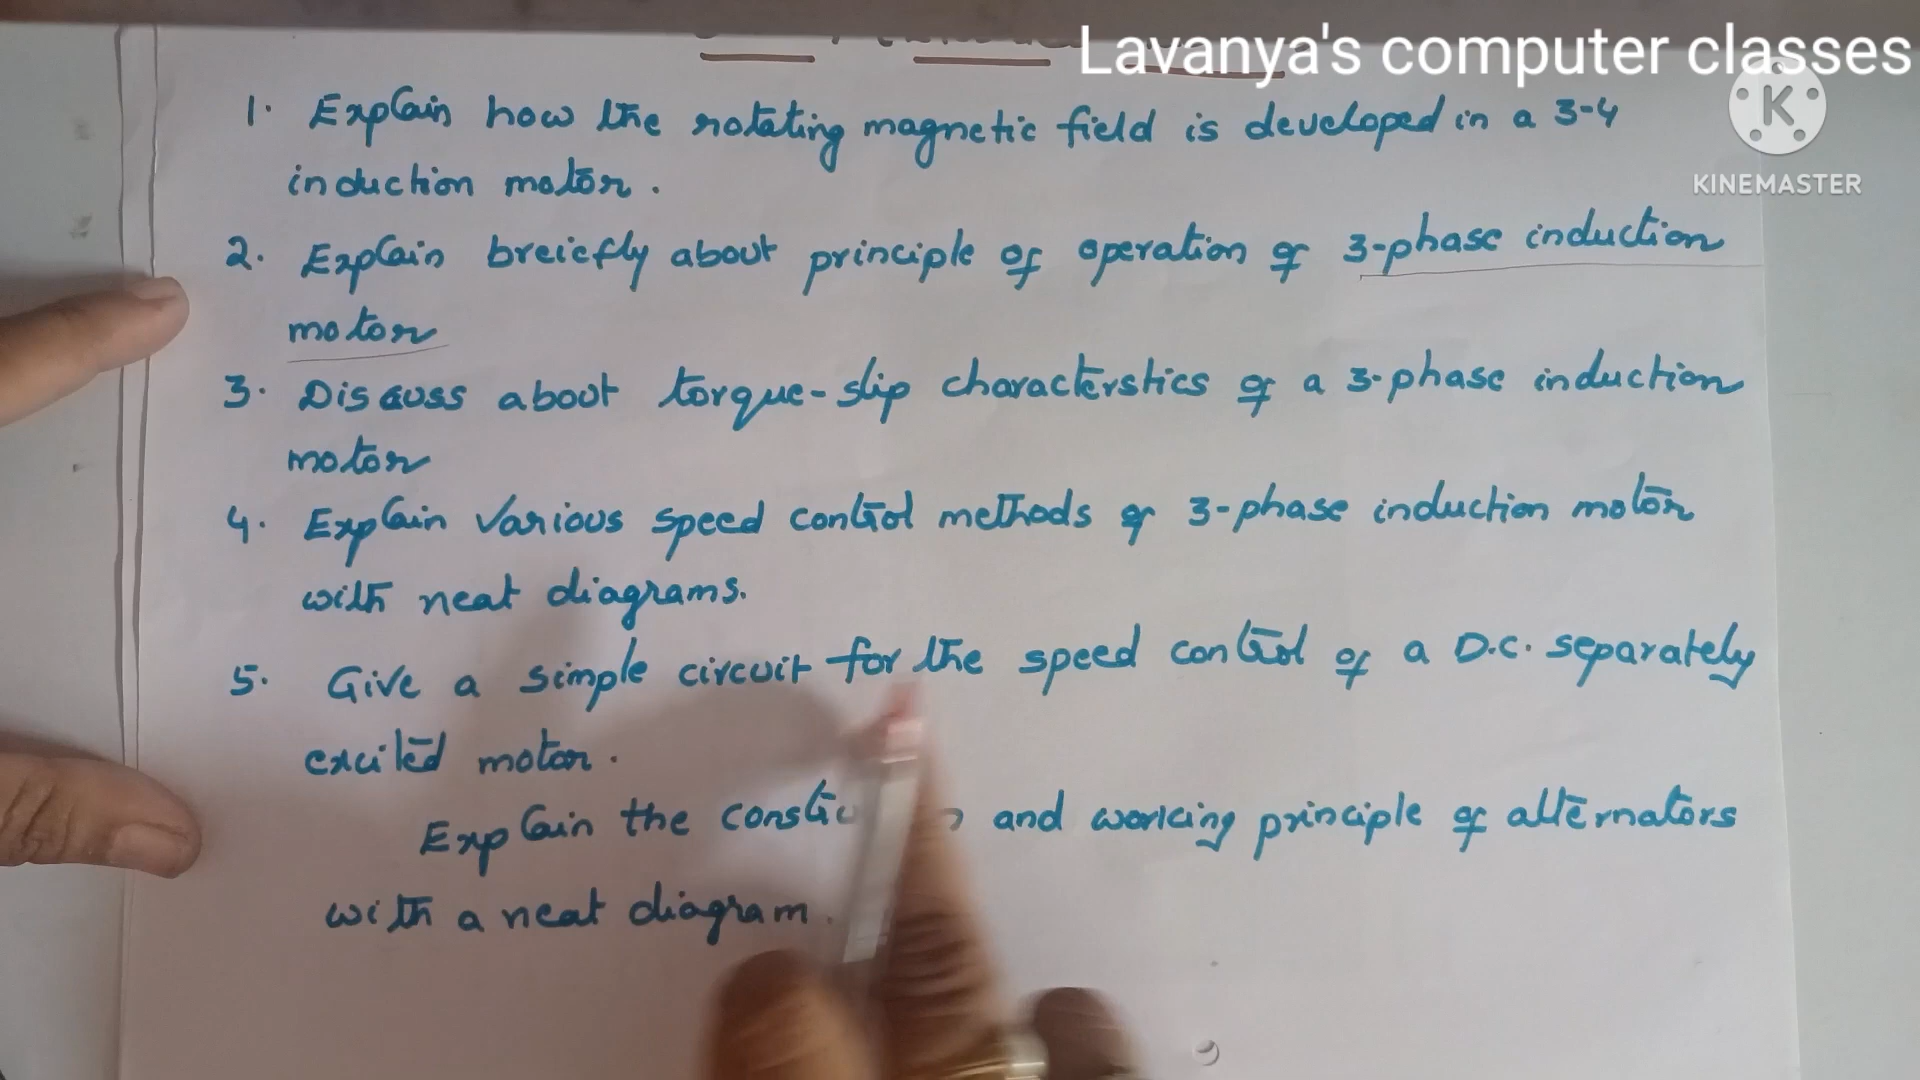 Lavanya's computer classes
1. Explain how the rotating magnetic field is developed in a 3-4
induction motor.
KINEMASTER
2. Explain breiefly about principle of operation of 3-phase induction
motor
3. Discuss about torque-slip characterstics of a 3-phase induction
motor
4. Explain various speed control methods of 3-phase induction motor
with neat diagrams.
5. Give a simple circuit for the speed control of a D.C. separately
excited motor.
Explain the and working principle of alternators
with a neat diagram.